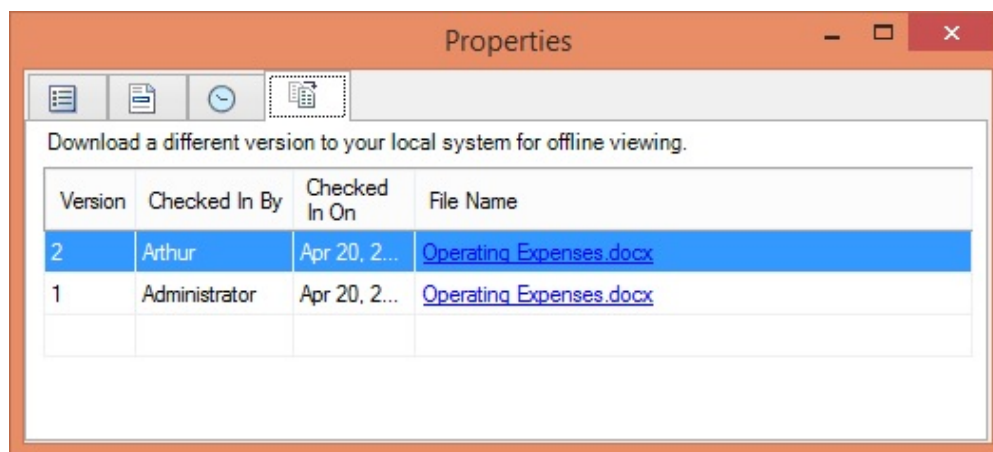 Properties
Download a different version to your local system for offline viewing.
Version Checked In By Checked In On File Name
2 Arthur Apr 20, 2... Operating Expenses.docx
1 Administrator Apr 20, 2... Operating Expenses.docx